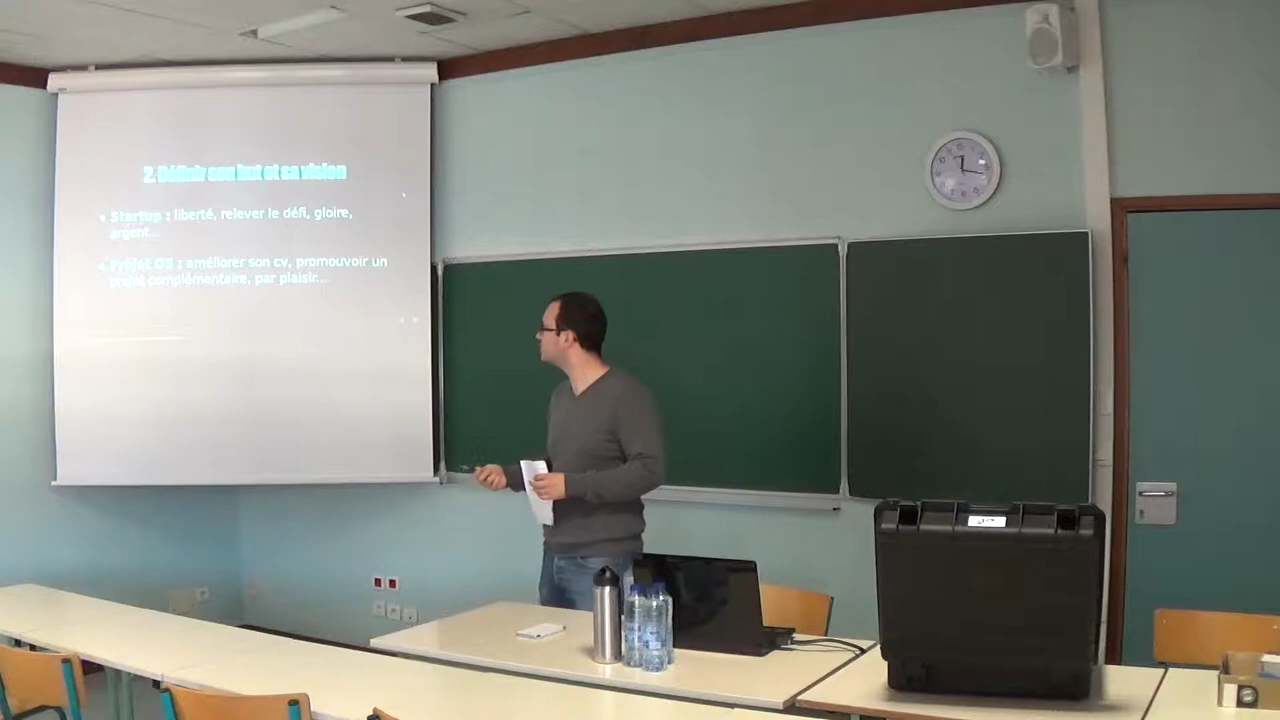 2. Définir son but et sa vision
Startup : liberté, relever le défi, gloire,
argent...
Projet OS : améliorer son cv, promouvoir un
projet complémentaire, par plaisir...